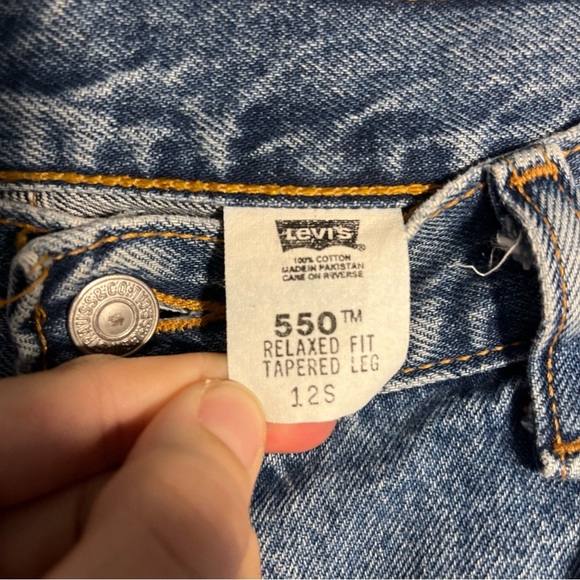 Levi's
®
100% COTTON
MADE IN PAKISTAN
CARE ON REVERSE
550™
RELAXED FIT
TAPERED LEG
12S